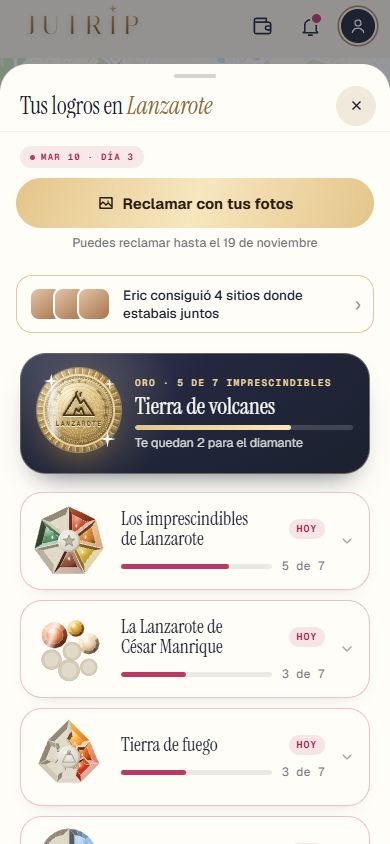 JUTRIP
Tus logros en Lanzarote
MAR 10 · DÍA 3
Reclamar con tus fotos
Puedes reclamar hasta el 19 de noviembre
Eric consiguió 4 sitios donde
estabais juntos
LANZAROTE
ORO · 5 DE 7 IMPRESCINDIBLES
Tierra de volcanes
Te quedan 2 para el diamante
Los imprescindibles
de Lanzarote
HOY
5 de 7
La Lanzarote de
César Manrique
HOY
3 de 7
Tierra de fuego
HOY
3 de 7